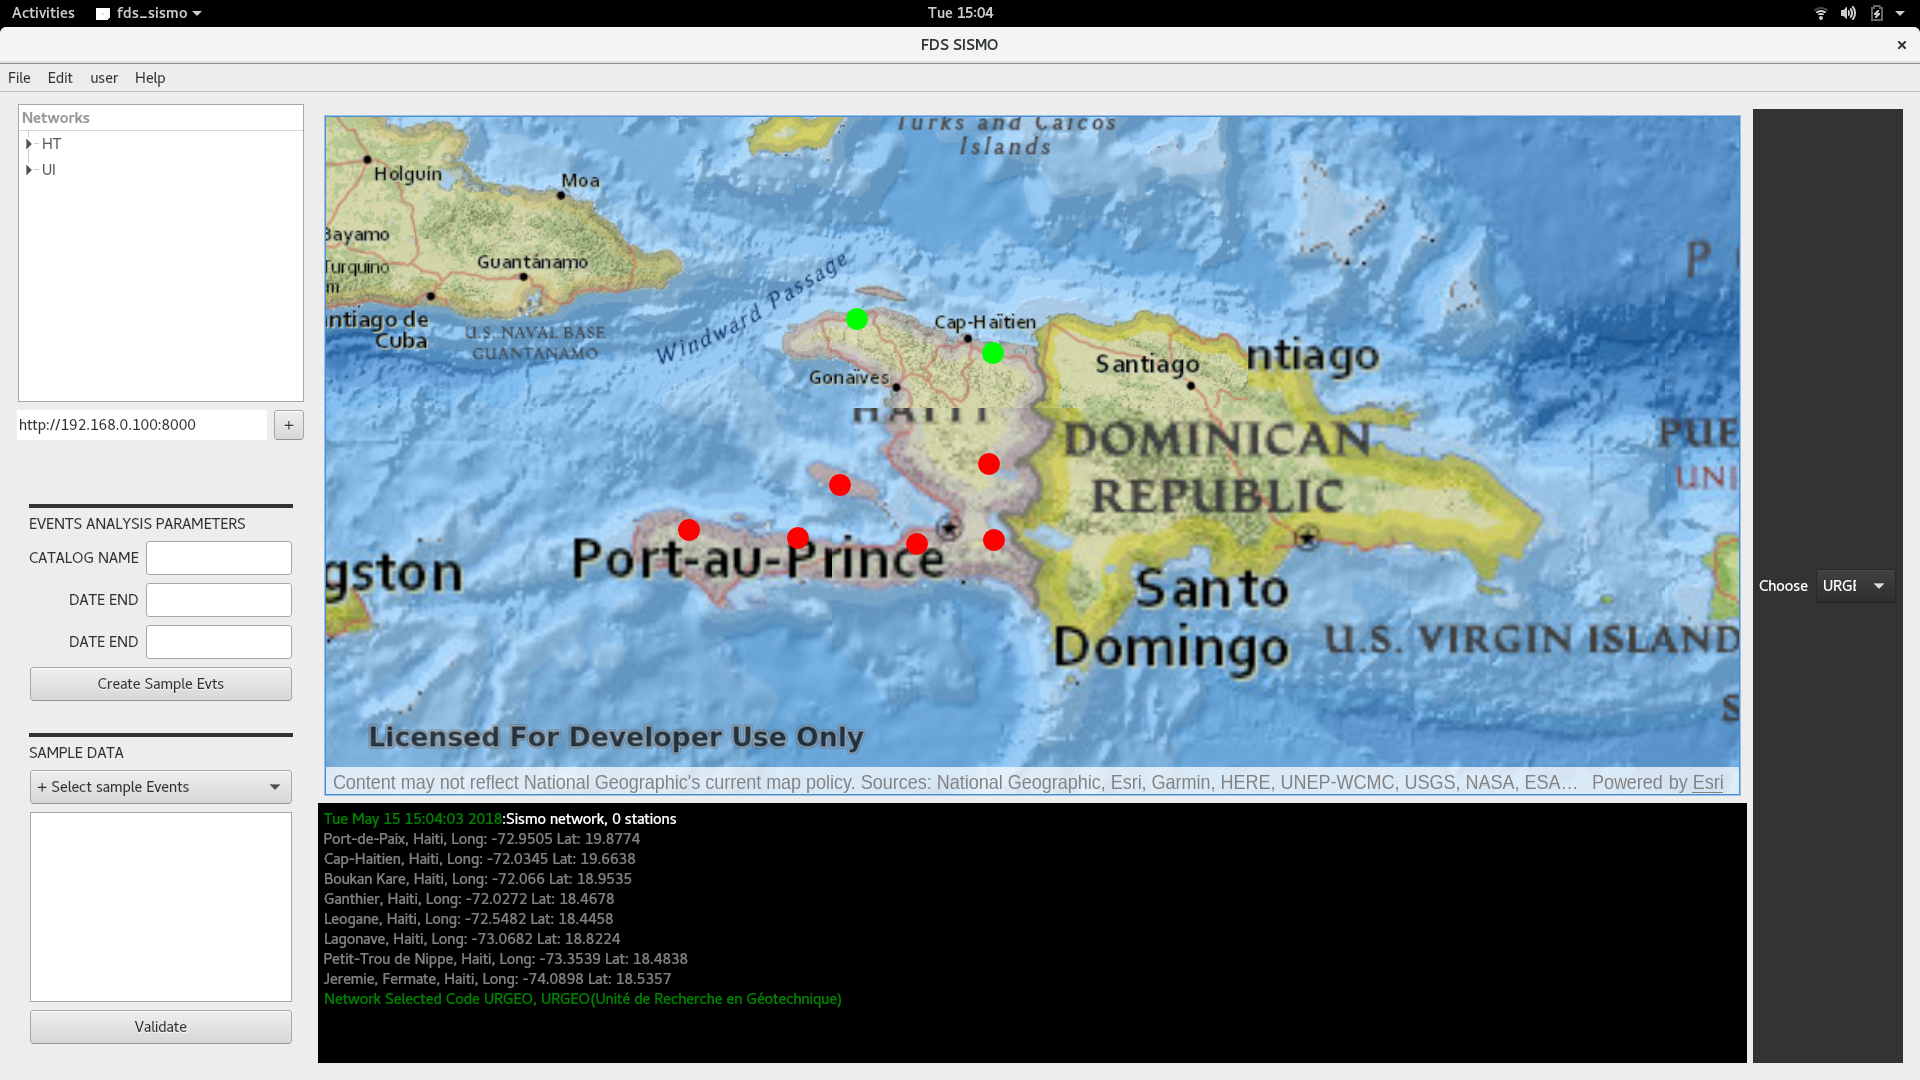 Activities fds_sismo Tue 15:04
FDS SISMO
File Edit user Help
Networks
HT
UI
http://192.168.0.100:8000 +
EVENTS ANALYSIS PARAMETERS
CATALOG NAME
DATE END
DATE END
Create Sample Evts
SAMPLE DATA
+ Select sample Events
Validate
Turks and Caicos
Islands
Holguín
Moa
Bayamo
Guantánamo
Turquino
m
ntiago de
Cuba
U.S. NAVAL BASE
GUANTANAMO
Windward Passage
Cap-Haïtien
Gonaïves
Santiago
ntiago
HAITI
DOMINICAN
REPUBLIC
P
PUE
UNI
gston
Port-au-Prince
Santo
Domingo
U.S. VIRGIN ISLAND
S
Licensed For Developer Use Only
Content may not reflect National Geographic's current map policy. Sources: National Geographic, Esri, Garmin, HERE, UNEP-WCMC, USGS, NASA, ESA... Powered by Esri
Choose URGE
Tue May 15 15:04:03 2018:Sismo network, 0 stations
Port-de-Paix, Haiti, Long: -72.9505 Lat: 19.8774
Cap-Haitien, Haiti, Long: -72.0345 Lat: 19.6638
Boukan Kare, Haiti, Long: -72.066 Lat: 18.9535
Ganthier, Haiti, Long: -72.0272 Lat: 18.4678
Leogane, Haiti, Long: -72.5482 Lat: 18.4458
Lagonave, Haiti, Long: -73.0682 Lat: 18.8224
Petit-Trou de Nippe, Haiti, Long: -73.3539 Lat: 18.4838
Jeremie, Fermate, Haiti, Long: -74.0898 Lat: 18.5357
Network Selected Code URGEO, URGEO(Unité de Recherche en Géotechnique)